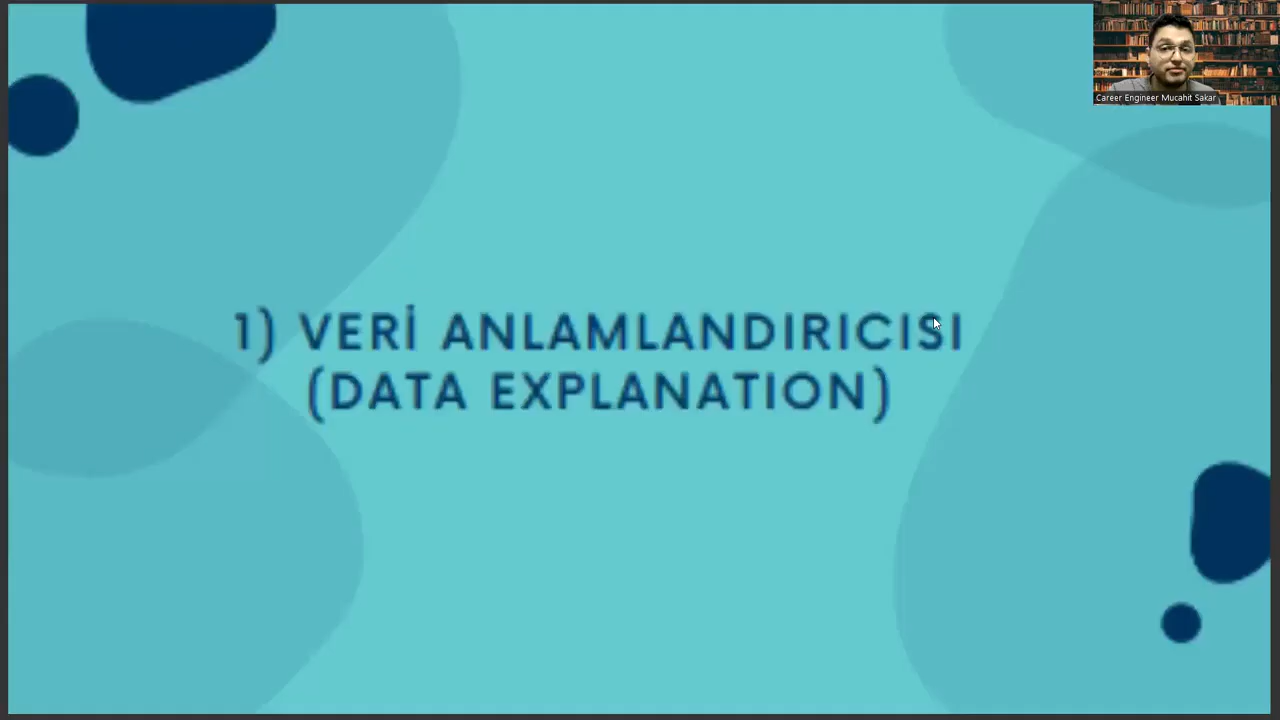 Career Engineer Mucahit Sakar
1) VERİ ANLAMLANDIRICISI
(DATA EXPLANATION)